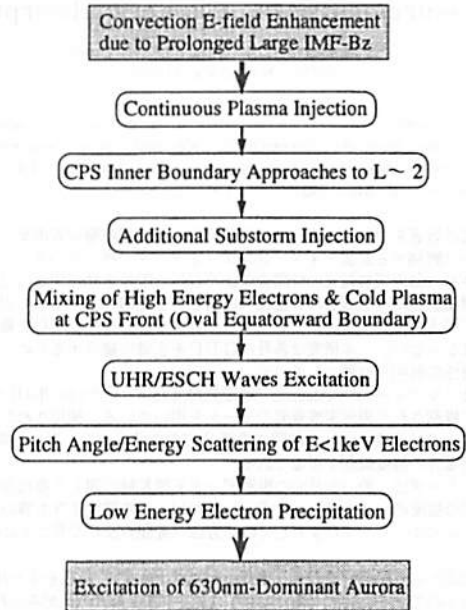 Convection E-field Enhancement
due to Prolonged Large IMF-Bz
Continuous Plasma Injection
CPS Inner Boundary Approaches to L~ 2
Additional Substorm Injection
Mixing of High Energy Electrons & Cold Plasma
at CPS Front (Oval Equatorward Boundary)
UHR/ESCH Waves Excitation
Pitch Angle/Energy Scattering of E<1keV Electrons
Low Energy Electron Precipitation
Excitation of 630nm-Dominant Aurora